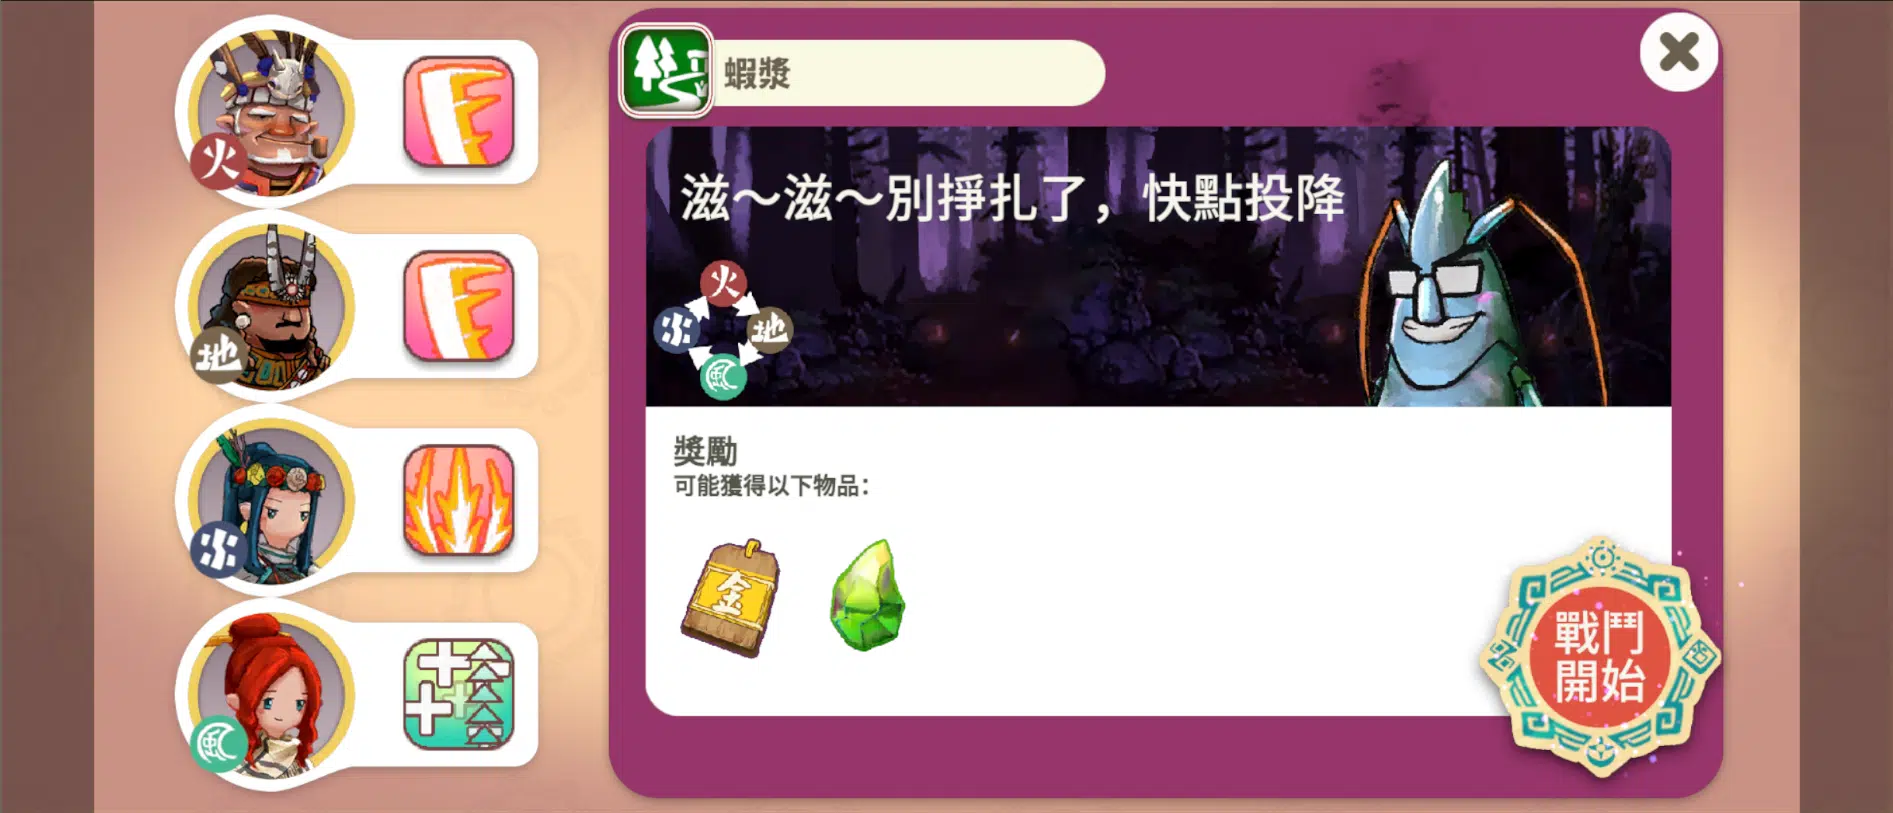 火
地
水
風
蝦漿
滋～滋～別掙扎了，快點投降
火
水
地
風
獎勵
可能獲得以下物品：
金
戰鬥
開始